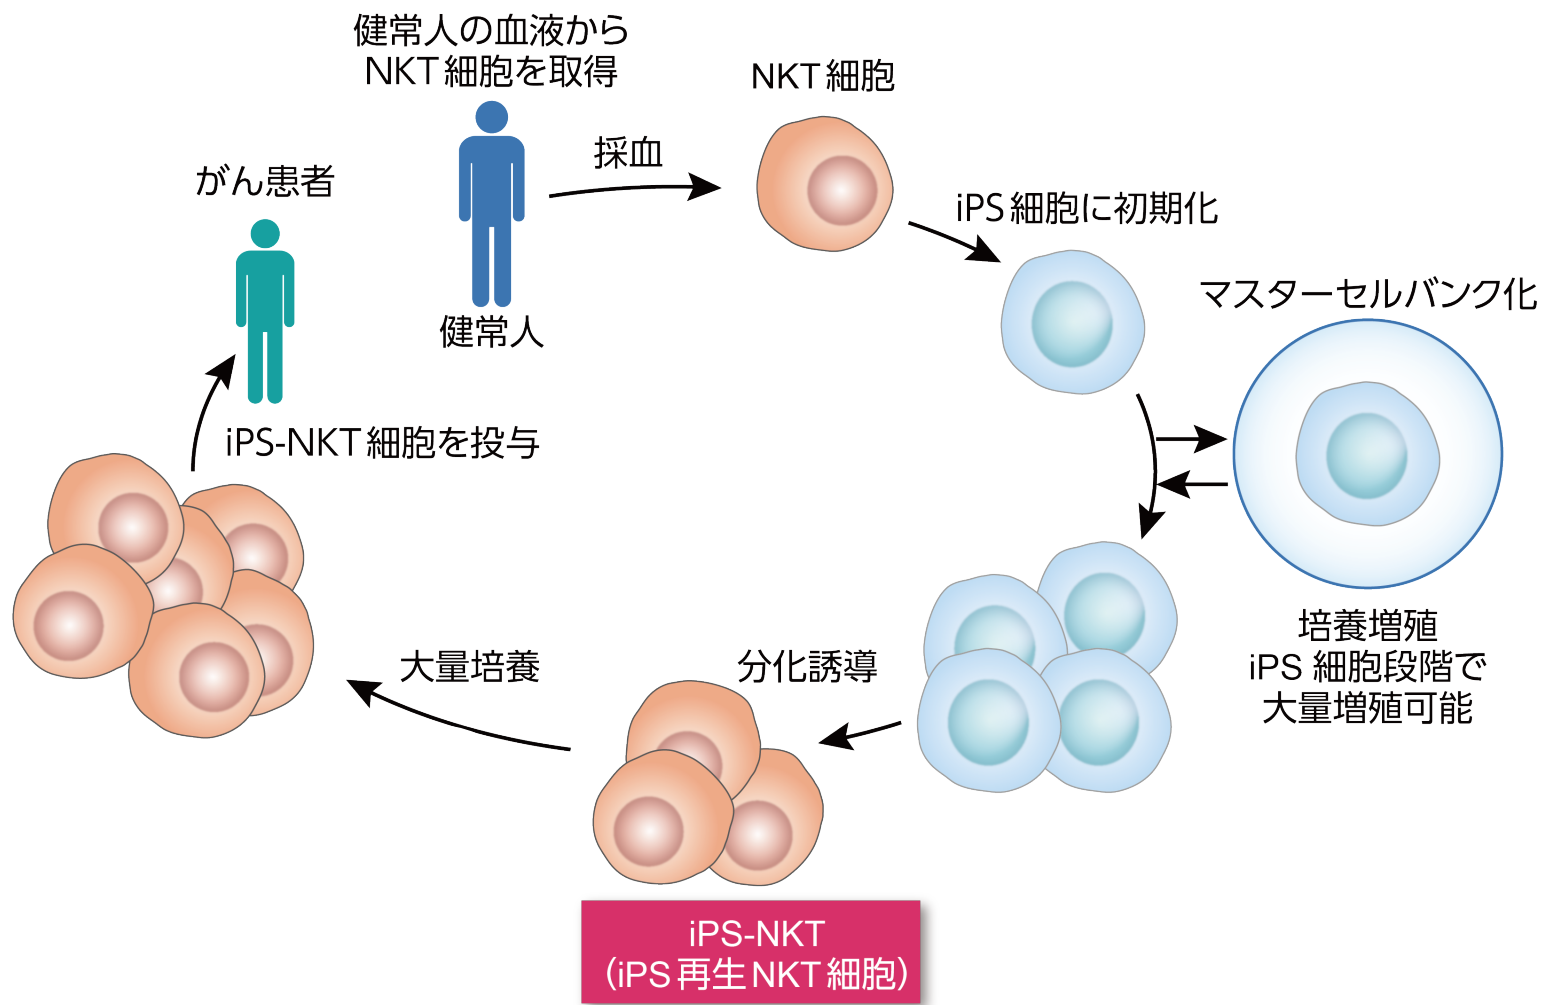 健常人の血液から
NKT細胞を取得
健常人
採血
NKT細胞
iPS細胞に初期化
マスターセルバンク化
培養増殖
iPS細胞段階で
大量増殖可能
分化誘導
iPS-NKT
（iPS再生NKT細胞）
大量培養
iPS-NKT細胞を投与
がん患者